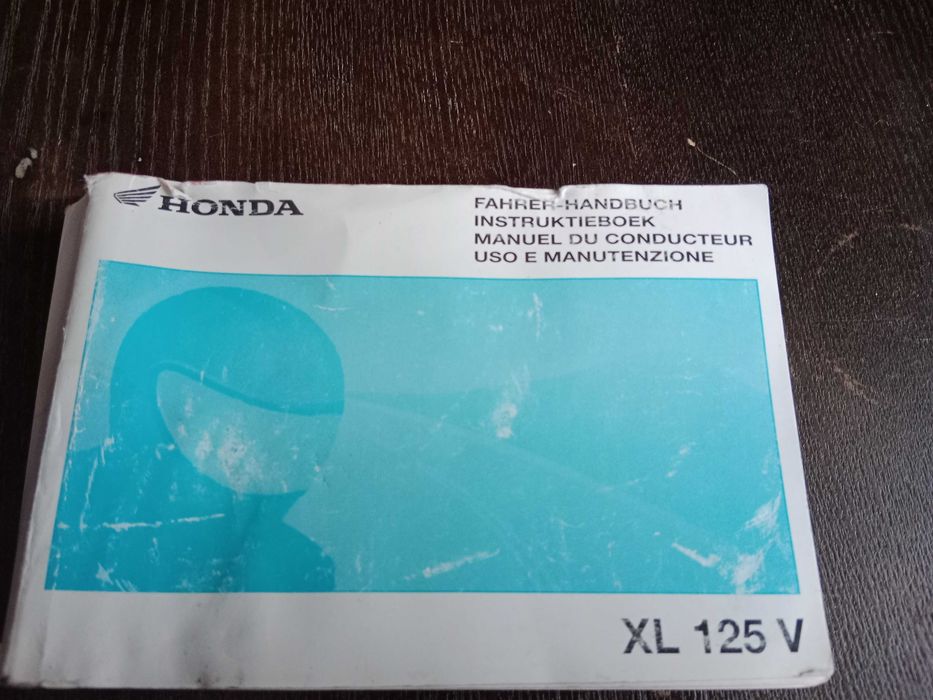 HONDA
FAHRER-HANDBUCH
INSTRUKTIEBOEK
MANUEL DU CONDUCTEUR
USO E MANUTENZIONE
XL 125 V